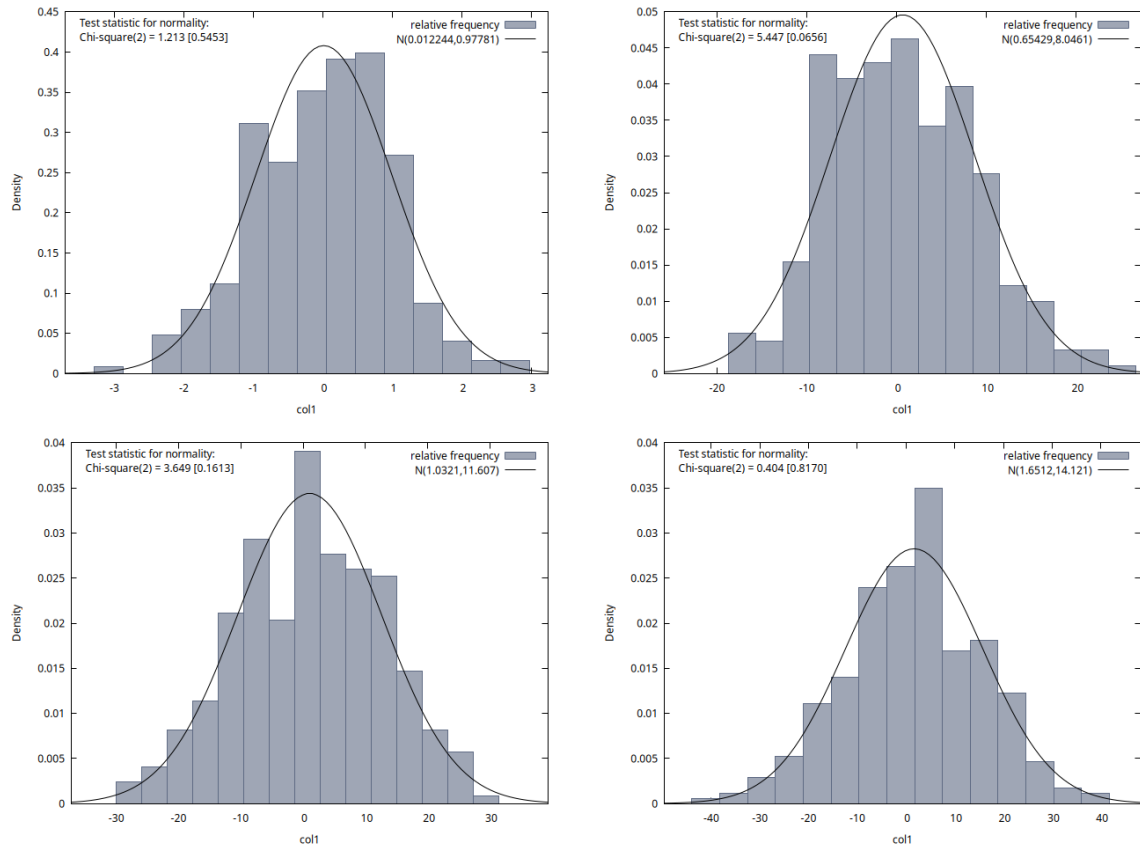 Test statistic for normality:
Chi-square(2) = 1.213 [0.5453]
relative frequency
N(0.012244,0.97781)
0.45
0.4
0.35
0.3
0.25
0.2
0.15
0.1
0.05
0
Density
-3 -2 -1 0 1 2 3
col1
Test statistic for normality:
Chi-square(2) = 5.447 [0.0656]
relative frequency
N(0.65429,8.0461)
0.05
0.045
0.04
0.035
0.03
0.025
0.02
0.015
0.01
0.005
0
Density
-20 -10 0 10 20
col1
Test statistic for normality:
Chi-square(2) = 3.649 [0.1613]
relative frequency
N(1.0321,11.607)
0.04
0.035
0.03
0.025
0.02
0.015
0.01
0.005
0
Density
-30 -20 -10 0 10 20 30
col1
Test statistic for normality:
Chi-square(2) = 0.404 [0.8170]
relative frequency
N(1.6512,14.121)
0.04
0.035
0.03
0.025
0.02
0.015
0.01
0.005
0
Density
-40 -30 -20 -10 0 10 20 30 40
col1